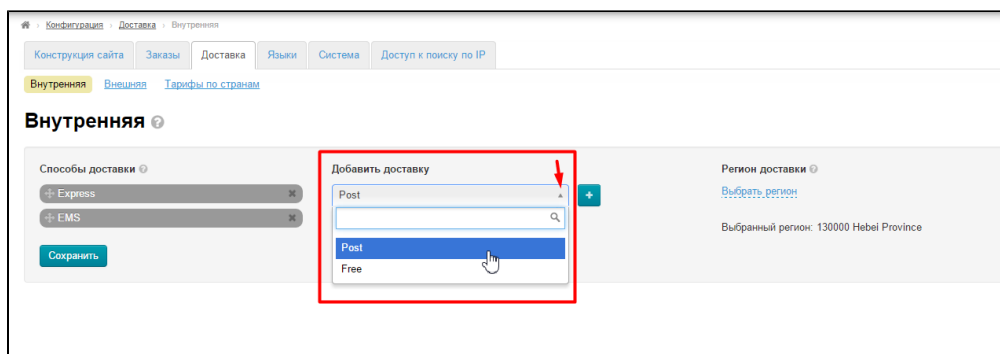 Конфигурация › Доставка › Внутренняя
Конструкция сайта Заказы Доставка Языки Система Доступ к поиску по IP
Внутренняя Внешняя Тарифы по странам
Внутренняя
Способы доставки
Express
EMS
Сохранить
Добавить доставку
Post
Post
Free
Регион доставки
Выбрать регион
Выбранный регион: 130000 Hebei Province